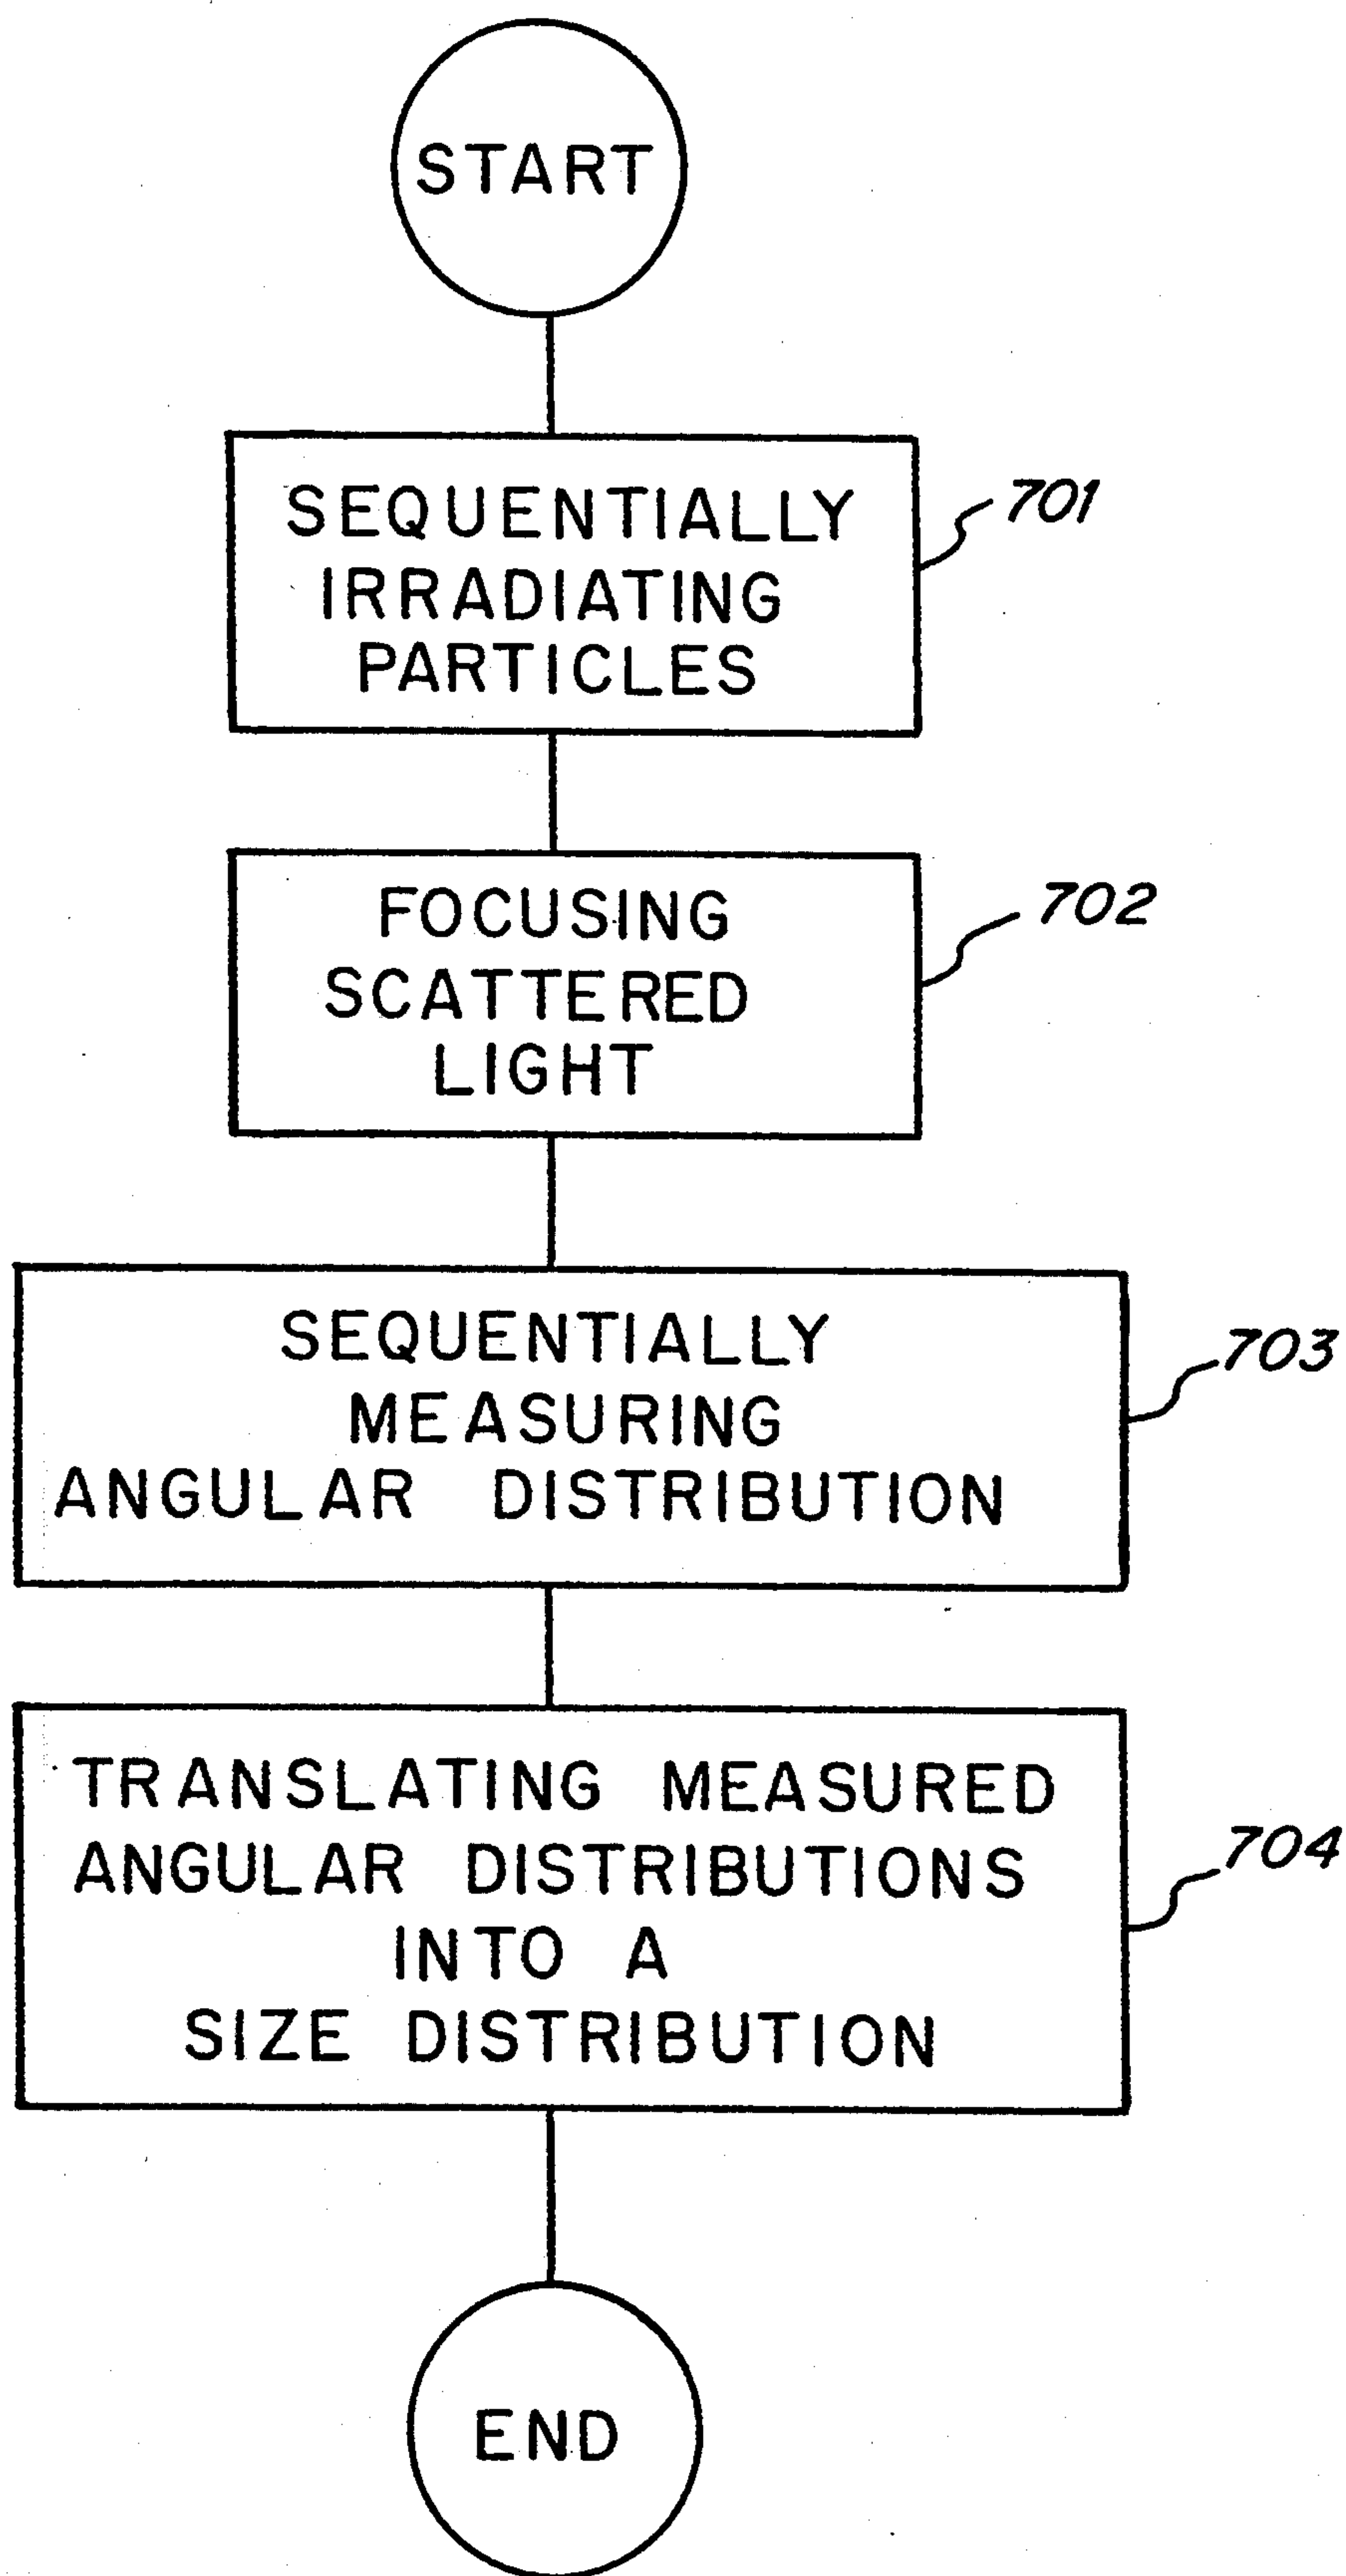 START
SEQUENTIALLY
IRRADIATING
PARTICLES
701
FOCUSING
SCATTERED
LIGHT
702
SEQUENTIALLY
MEASURING
ANGULAR DISTRIBUTION
703
TRANSLATING MEASURED
ANGULAR DISTRIBUTIONS
INTO A
SIZE DISTRIBUTION
704
END